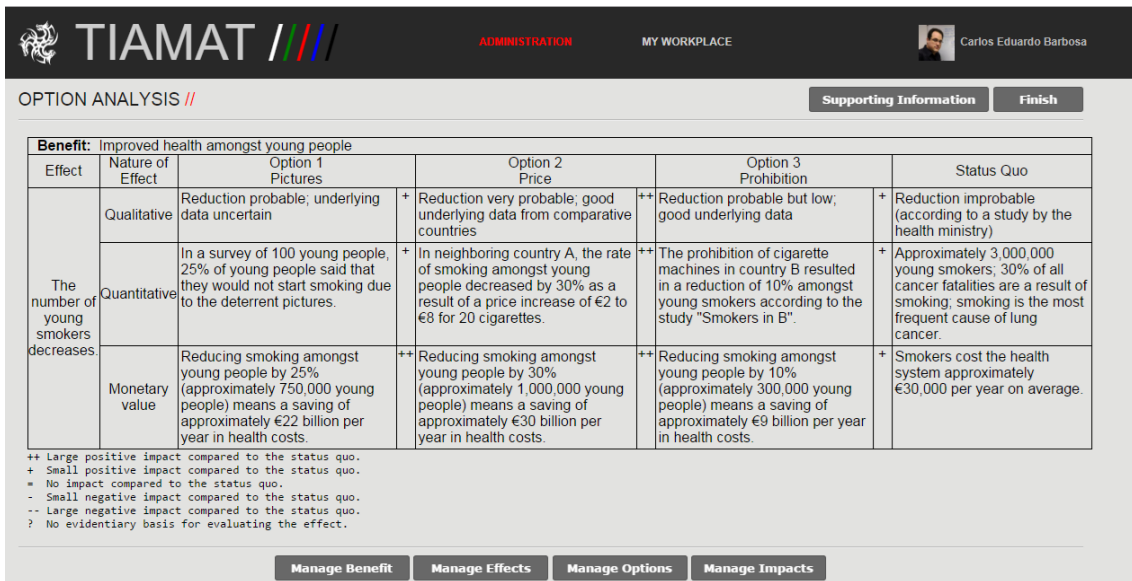 TIAMAT /////
ADMINISTRATION
MY WORKPLACE
Carlos Eduardo Barbosa
OPTION ANALYSIS //
Supporting Information
Finish
Benefit: Improved health amongst young people
Effect
Nature of
Effect
Option 1
Pictures
Option 2
Price
Option 3
Prohibition
Status Quo
The
number of
young
smokers
decreases.
Qualitative
Reduction probable; underlying
data uncertain
+
Reduction very probable; good
underlying data from comparative
countries
++
Reduction probable but low;
good underlying data
+
Reduction improbable
(according to a study by the
health ministry)
Quantitative
In a survey of 100 young people,
25% of young people said that
they would not start smoking due
to the deterrent pictures.
+
In neighboring country A, the rate
of smoking amongst young
people decreased by 30% as a
result of a price increase of €2 to
€8 for 20 cigarettes.
++
The prohibition of cigarette
machines in country B resulted
in a reduction of 10% amongst
young smokers according to the
study "Smokers in B".
+
Approximately 3,000,000
young smokers; 30% of all
cancer fatalities are a result of
smoking; smoking is the most
frequent cause of lung
cancer.
Monetary
value
Reducing smoking amongst
young people by 25%
(approximately 750,000 young
people) means a saving of
approximately €22 billion per
year in health costs.
++
Reducing smoking amongst
young people by 30%
(approximately 1,000,000 young
people) means a saving of
approximately €30 billion per
year in health costs.
++
Reducing smoking amongst
young people by 10%
(approximately 300,000 young
people) means a saving of
approximately €9 billion per year
in health costs.
+
Smokers cost the health
system approximately
€30,000 per year on average.
++ Large positive impact compared to the status quo.
+ Small positive impact compared to the status quo.
= No impact compared to the status quo.
- Small negative impact compared to the status quo.
-- Large negative impact compared to the status quo.
? No evidentiary basis for evaluating the effect.
Manage Benefit
Manage Effects
Manage Options
Manage Impacts